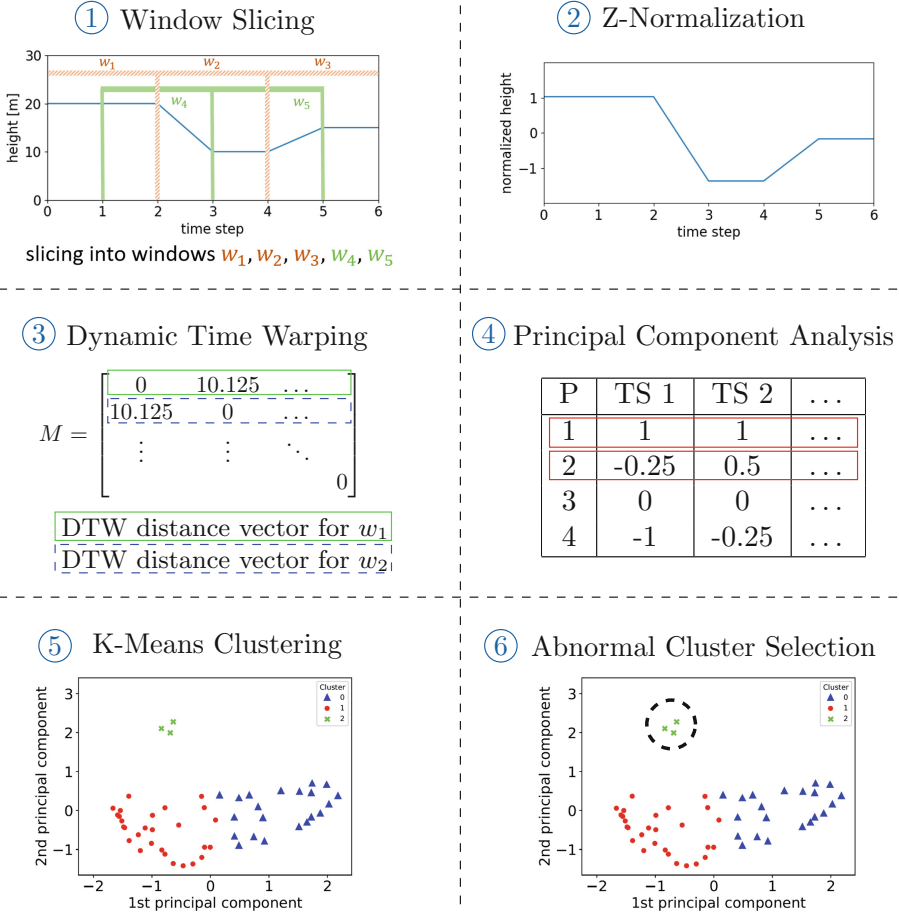 ① Window Slicing
30
20
10
0
height [m]
w₁ w₂ w₃
w₄ w₅
0 1 2 3 4 5 6
time step
slicing into windows w₁, w₂, w₃, w₄, w₅
② Z-Normalization
1
0
−1
normalized height
0 1 2 3 4 5 6
time step
③ Dynamic Time Warping
0 10.125 ...
10.125 0 ...
M =
⋮ ⋮ ⋱
0
DTW distance vector for w₁
DTW distance vector for w₂
④ Principal Component Analysis
P TS 1 TS 2 ...
1 1 1 ...
2 -0.25 0.5 ...
3 0 0 ...
4 -1 -0.25 ...
⑤ K-Means Clustering
3
2
1
0
−1
2nd principal component
Cluster
0
1
2
−2 −1 0 1 2
1st principal component
⑥ Abnormal Cluster Selection
3
2
1
0
−1
2nd principal component
Cluster
0
1
2
−2 −1 0 1 2
1st principal component